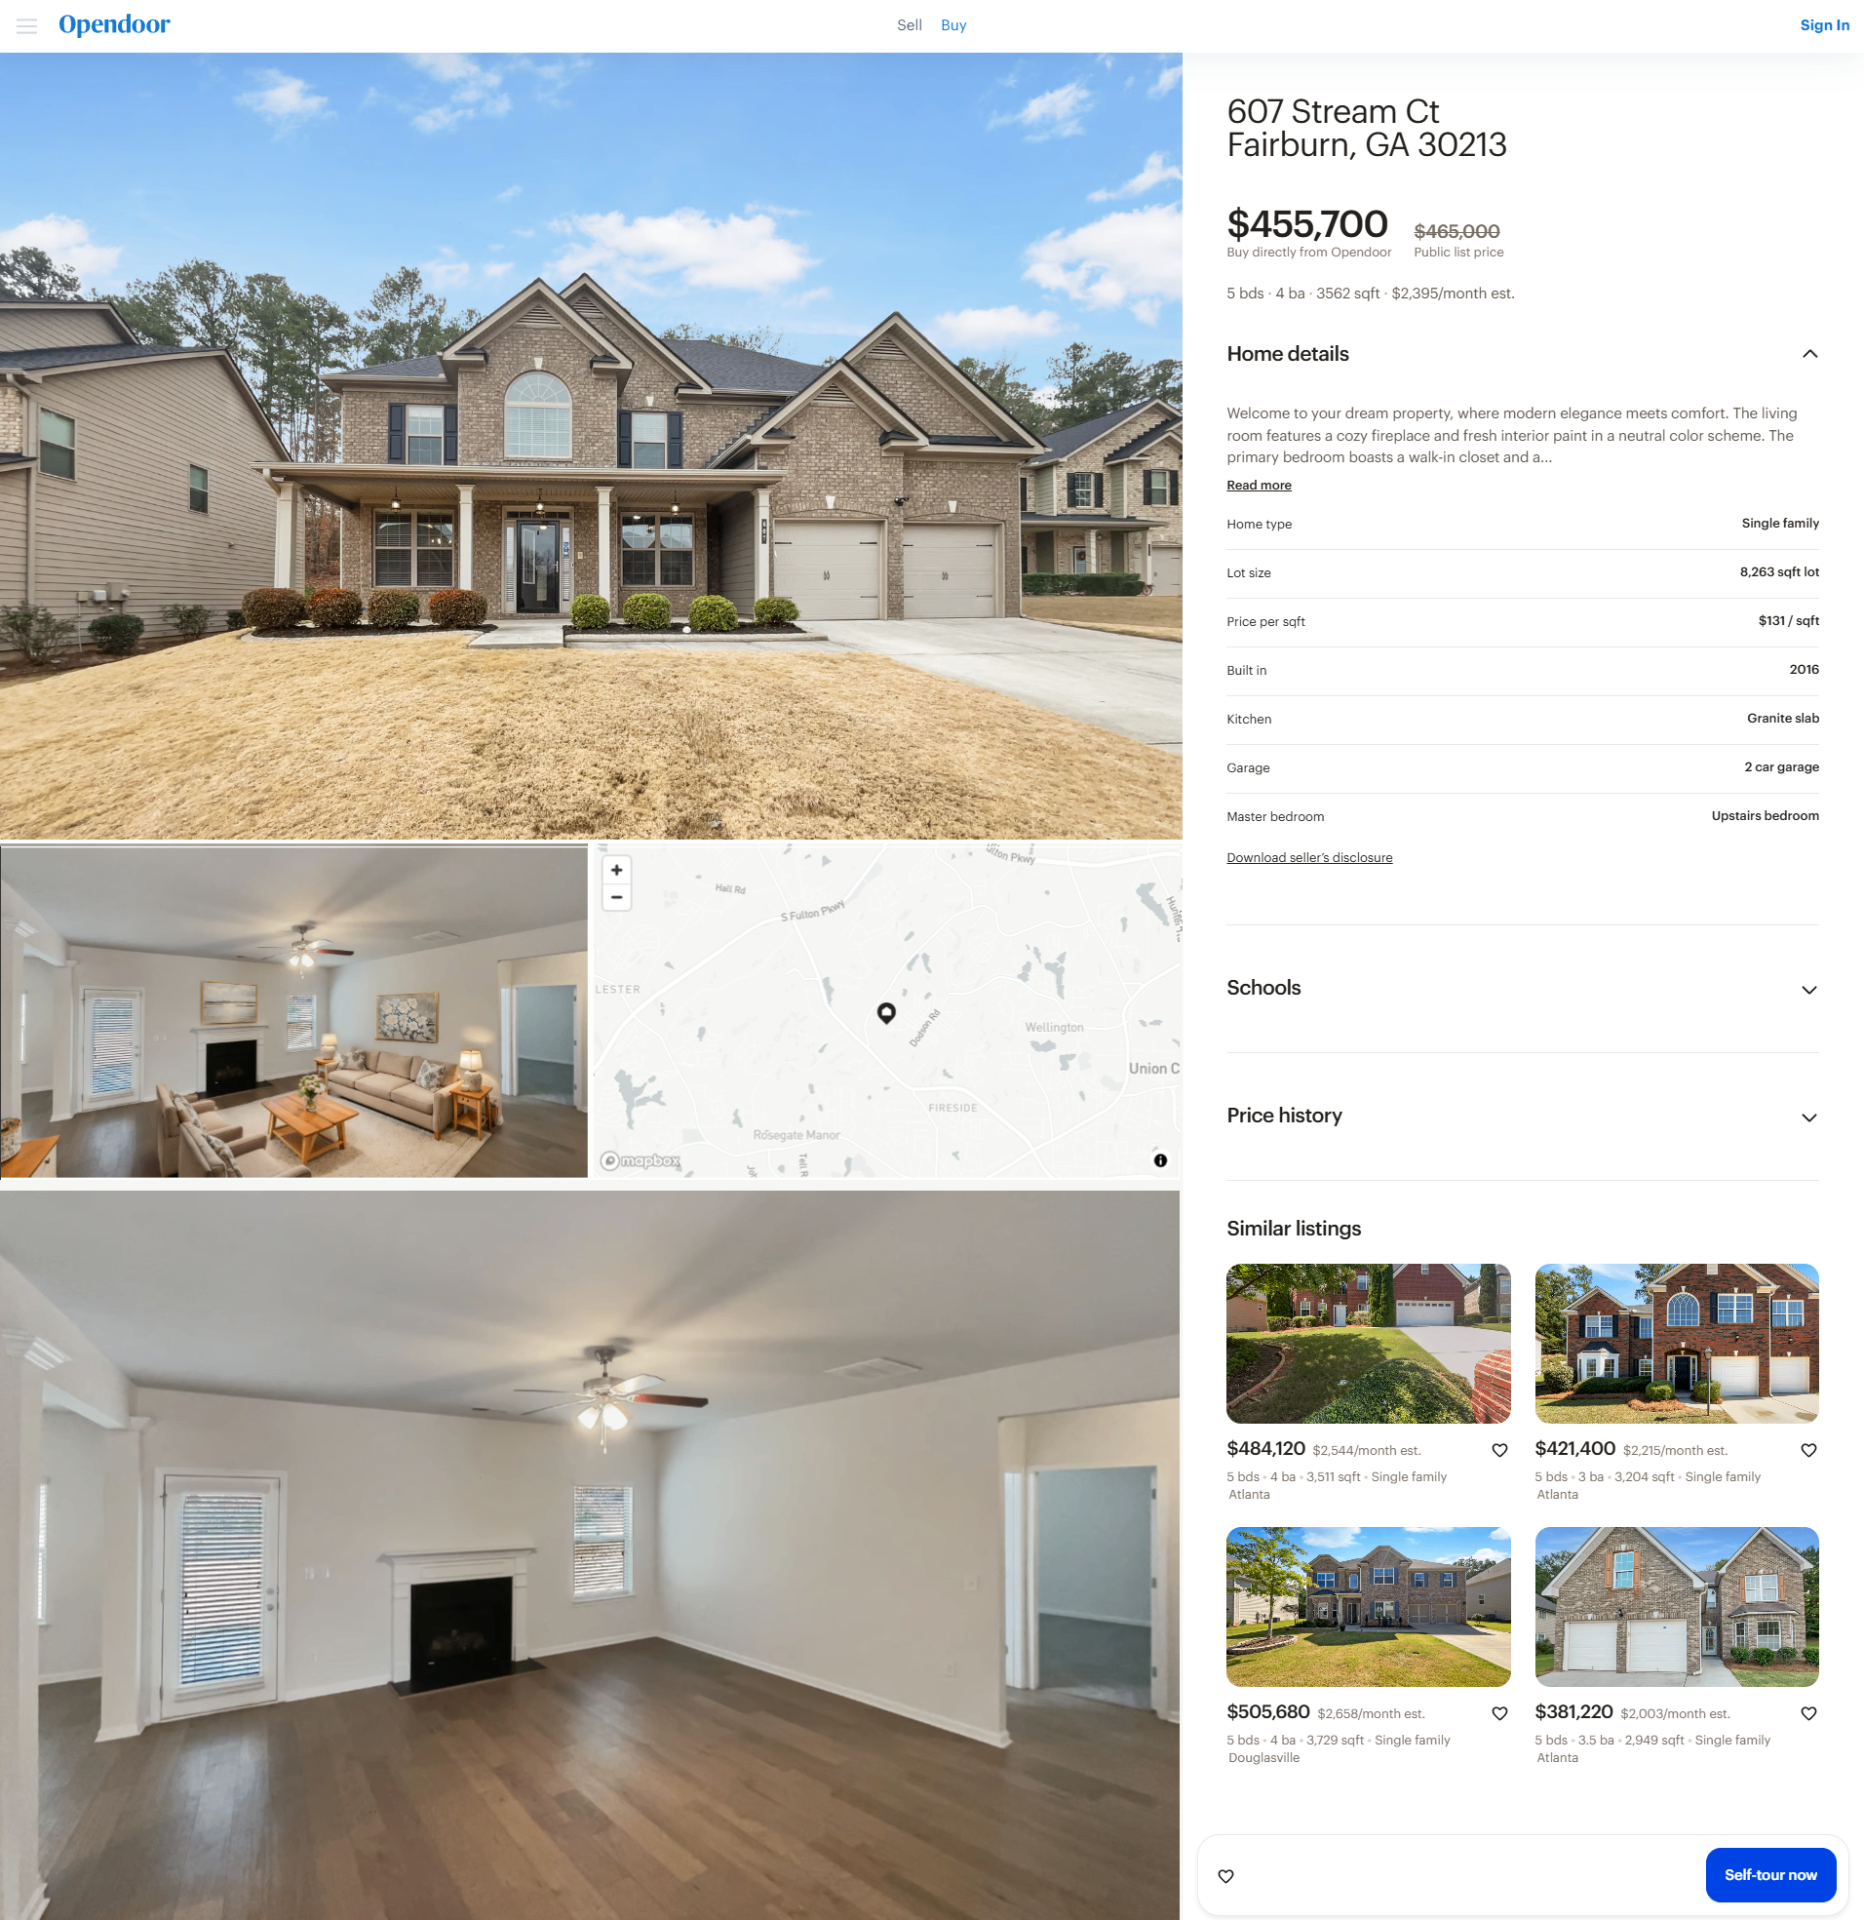 Opendoor
Sell Buy
Sign In
607 Stream Ct
Fairburn, GA 30213
$455,700 $465,000
Buy directly from Opendoor Public list price
5 bds · 4 ba · 3562 sqft · $2,395/month est.
Home details
Welcome to your dream property, where modern elegance meets comfort. The living
room features a cozy fireplace and fresh interior paint in a neutral color scheme. The
primary bedroom boasts a walk-in closet and a...
Read more
Home type Single family
Lot size 8,263 sqft lot
Price per sqft $131 / sqft
Built in 2016
Kitchen Granite slab
Garage 2 car garage
Master bedroom Upstairs bedroom
Download seller's disclosure
Hall Rd
S Fulton Pkwy
LESTER
Dodson Rd
Wellington
Union C
FIRESIDE
Rosegate Manor
mapbox
Schools
Price history
Similar listings
$484,120 $2,544/month est.
5 bds • 4 ba • 3,511 sqft • Single family
Atlanta
$421,400 $2,215/month est.
5 bds • 3 ba • 3,204 sqft • Single family
Atlanta
$505,680 $2,658/month est.
5 bds • 4 ba • 3,729 sqft • Single family
Douglasville
$381,220 $2,003/month est.
5 bds • 3.5 ba • 2,949 sqft • Single family
Atlanta
Self-tour now